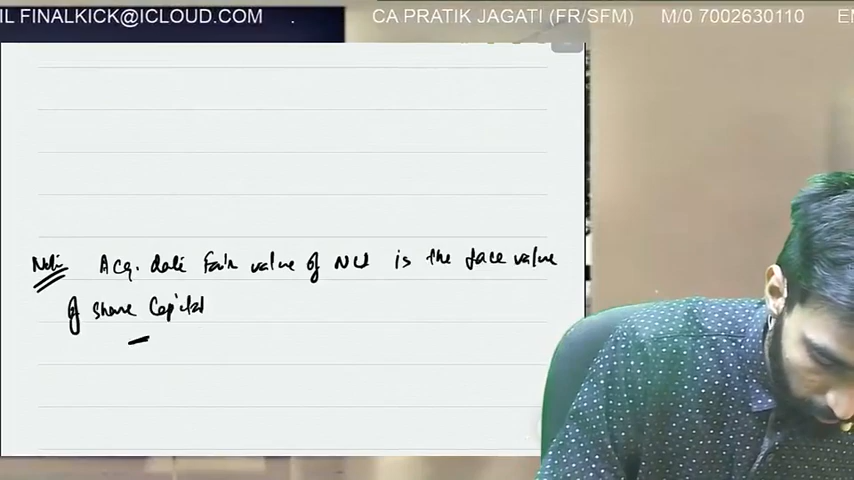 IL FINALKICK@ICLOUD.COM . CA PRATIK JAGATI (FR/SFM) M/0 7002630110 EN
Note: Acq. date Fair value of NCI is the face value
of share Capital